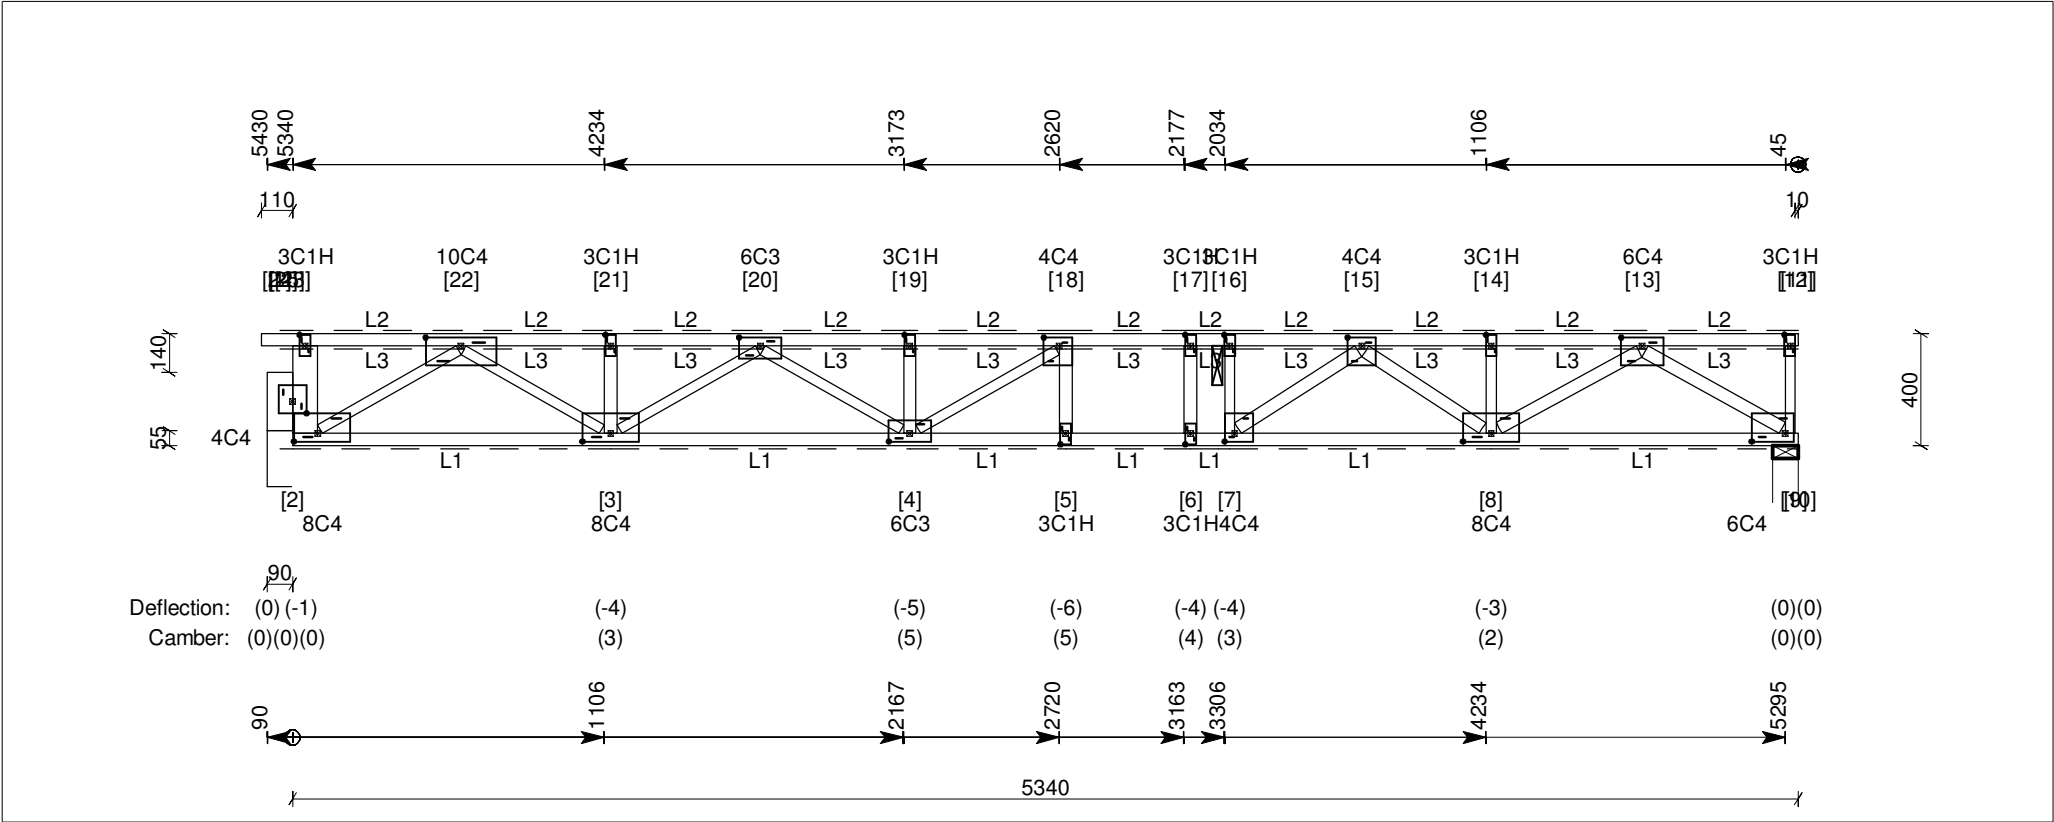 5430 5340 4234 3173 2620 2177 2034 1106 45
110 10
3C1H 10C4 3C1H 6C3 3C1H 4C4 3C1H 3C1H 4C4 3C1H 6C4 3C1H
[22] [21] [20] [19] [18] [17] [16] [15] [14] [13] [12]
L2 L2 L2 L2 L2 L2 L2 L2 L2 L2 L2
140
L3 L3 L3 L3 L3 L3 L3 L3 L3 L3
400
55 4C4
L1 L1 L1 L1 L1 L1 L1
[2] [3] [4] [5] [6] [7] [8] [10]
8C4 8C4 6C3 3C1H 3C1H 4C4 8C4 6C4
90
Deflection: (0) (-1) (-4) (-5) (-6) (-4) (-4) (-3) (0)(0)
Camber: (0)(0)(0) (3) (5) (5) (4) (3) (2) (0)(0)
90 1106 2167 2720 3163 3306 4234 5295
5340